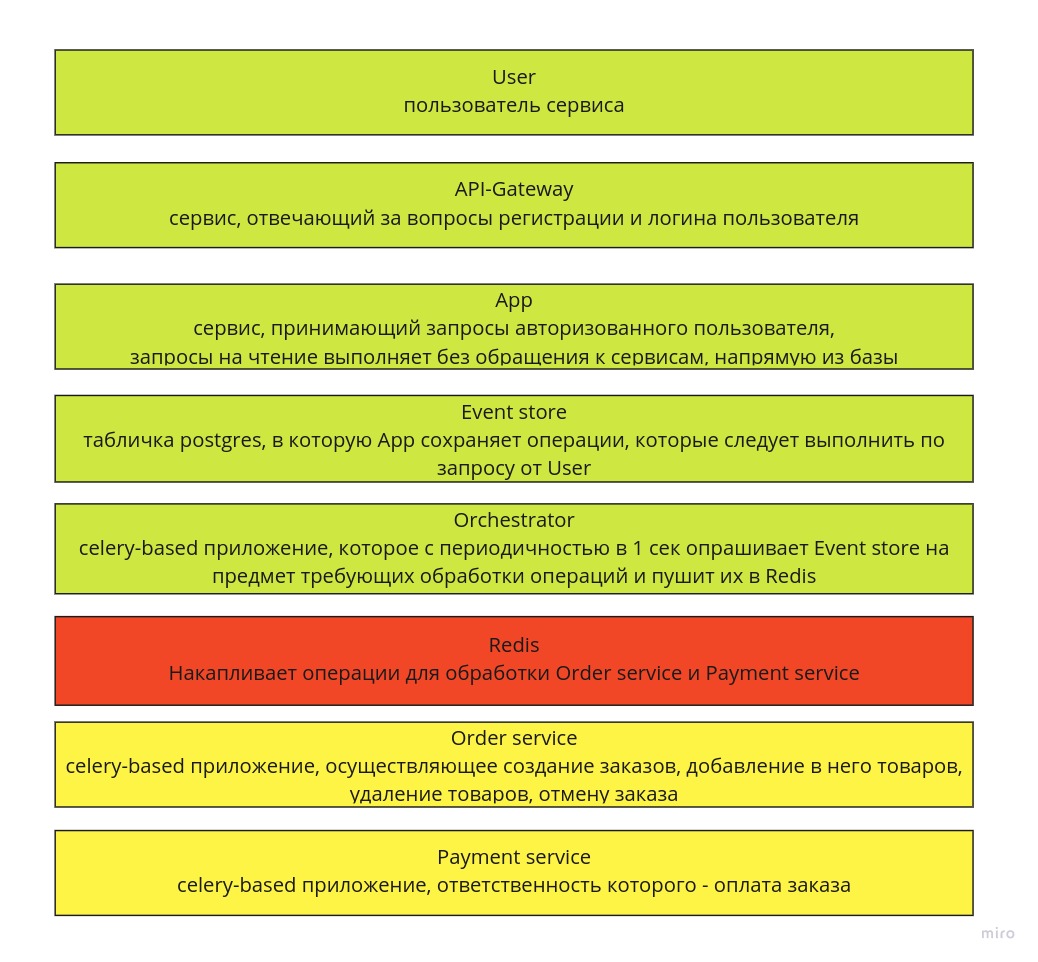 User
пользователь сервиса
API-Gateway
сервис, отвечающий за вопросы регистрации и логина пользователя
App
сервис, принимающий запросы авторизованного пользователя,
запросы на чтение выполняет без обращения к сервисам, напрямую из базы
Event store
табличка postgres, в которую App сохраняет операции, которые следует выполнить по
запросу от User
Orchestrator
celery-based приложение, которое с периодичностью в 1 сек опрашивает Event store на
предмет требующих обработки операций и пушит их в Redis
Redis
Накапливает операции для обработки Order service и Payment service
Order service
celery-based приложение, осуществляющее создание заказов, добавление в него товаров,
удаление товаров, отмену заказа
Payment service
celery-based приложение, ответственность которого - оплата заказа
miro